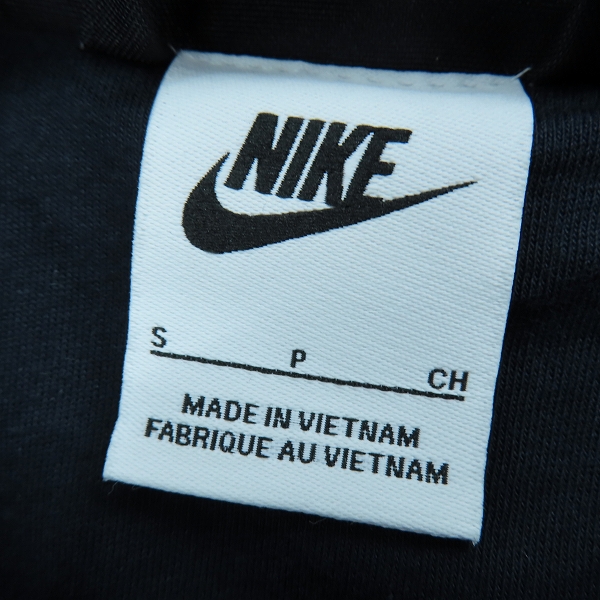 NIKE
S P CH
MADE IN VIETNAM
FABRIQUE AU VIETNAM